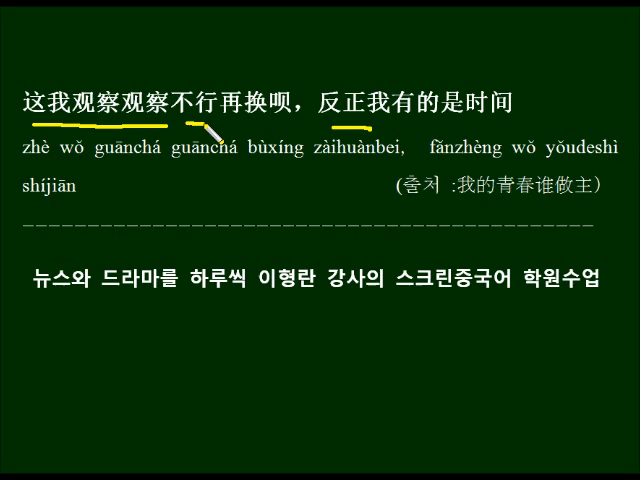 这我观察观察不行再换呗，反正我有的是时间
zhè wǒ guānchá guānchá bùxíng zàihuànbei, fǎnzhèng wǒ yǒudeshì
shíjiān (출처 :我的青春谁做主）
뉴스와 드라마를 하루씩 이형란 강사의 스크린중국어 학원수업